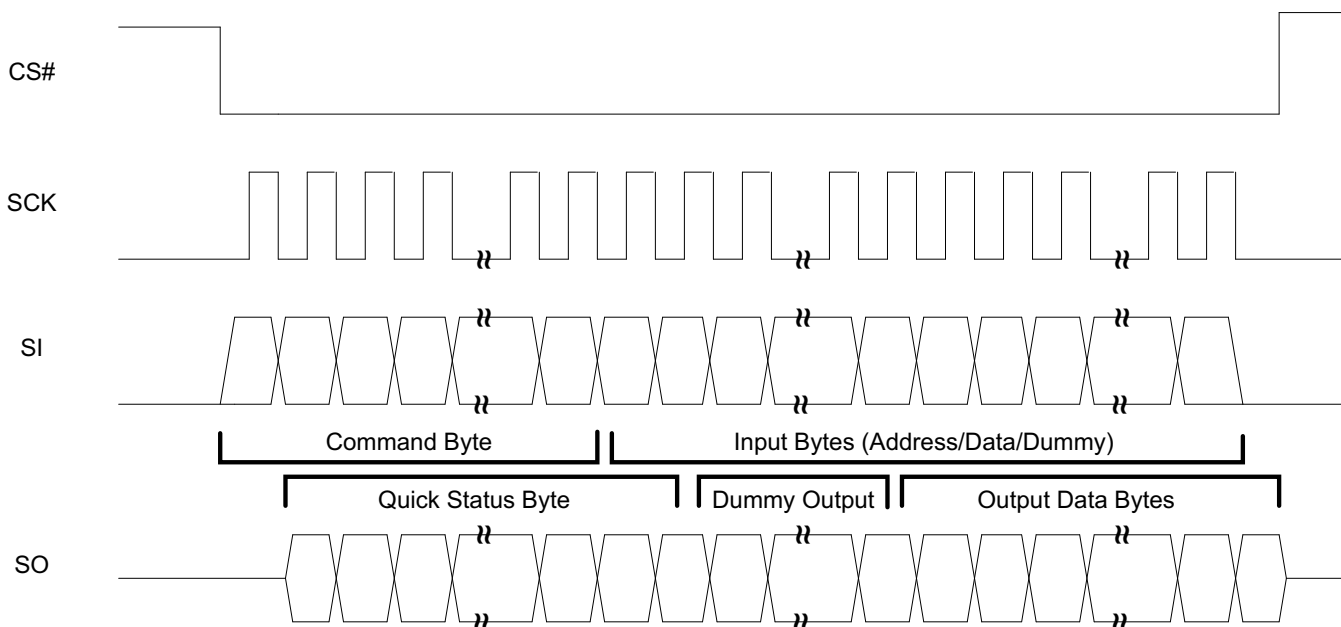 CS#
SCK
SI
Command Byte
Input Bytes (Address/Data/Dummy)
Quick Status Byte
Dummy Output
Output Data Bytes
SO